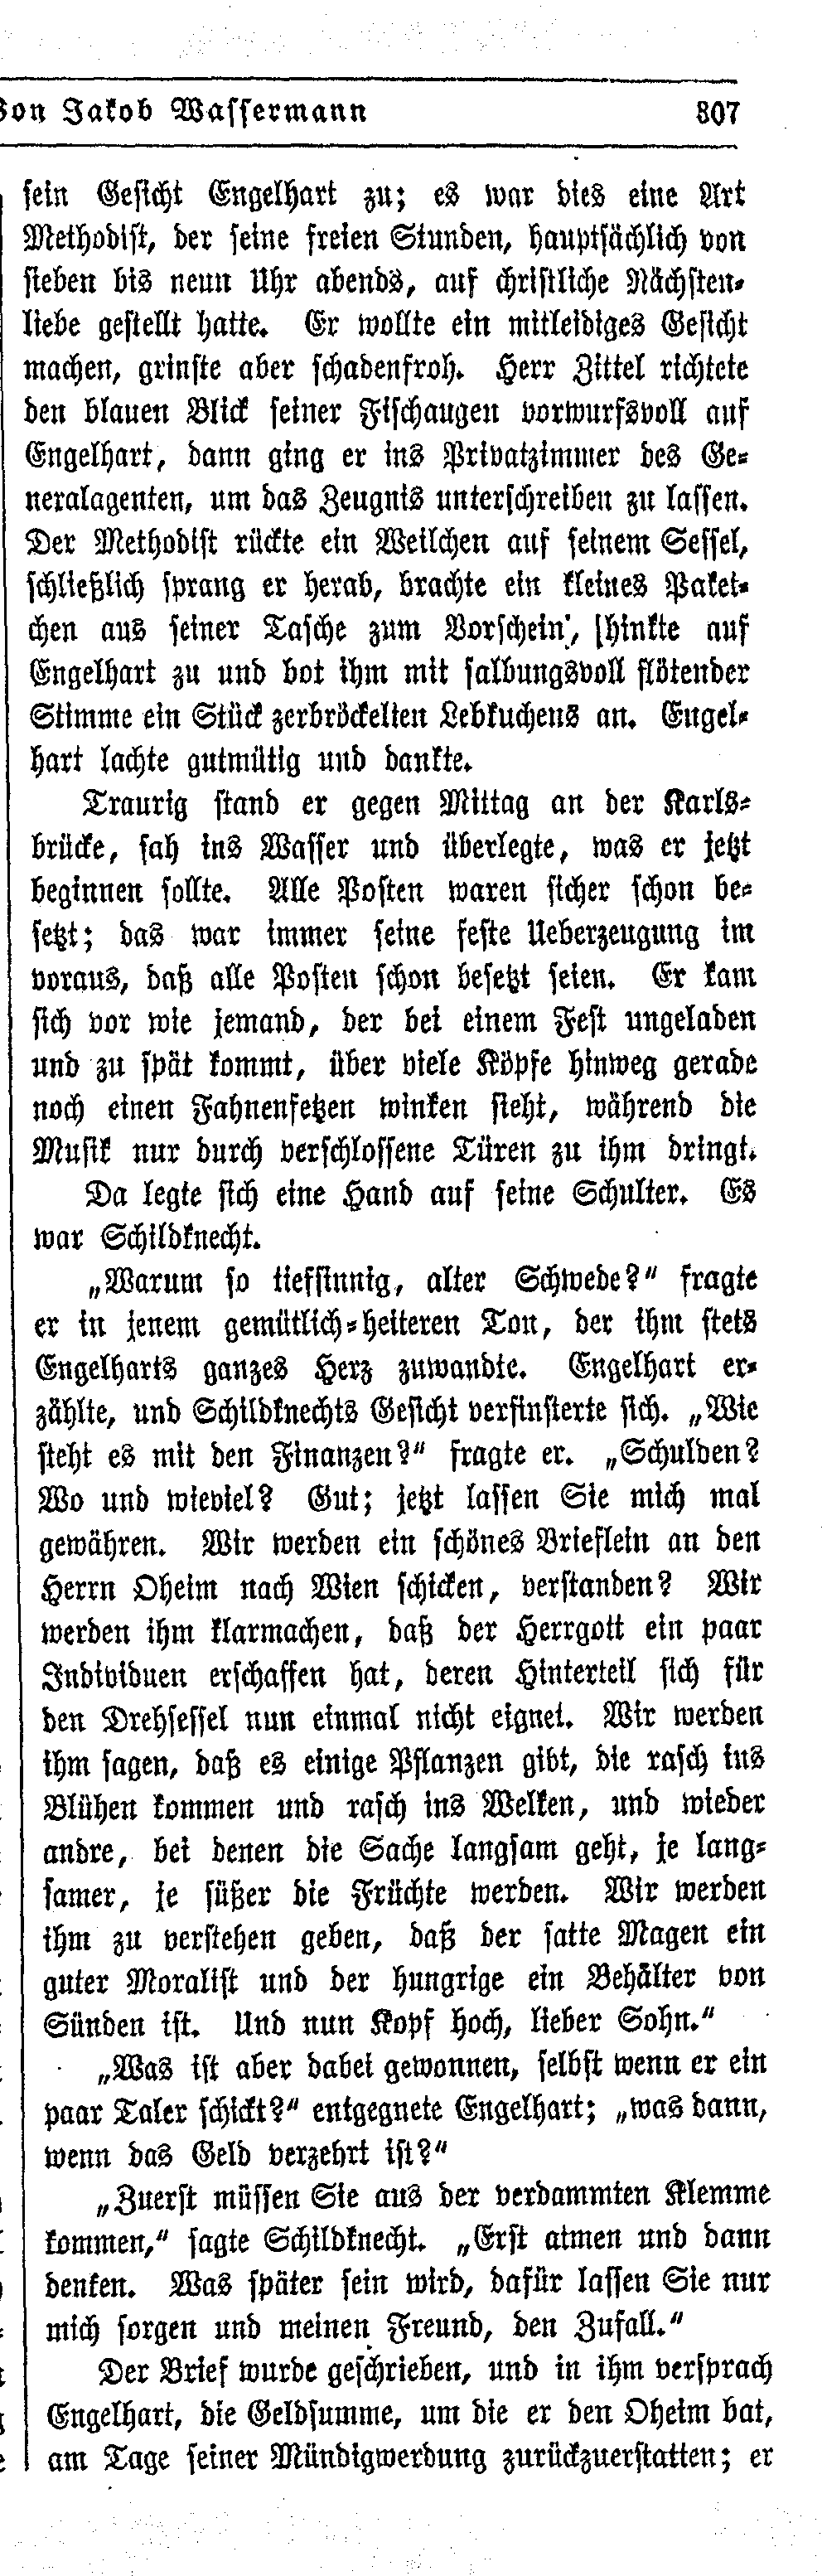 Von Jakob Wassermann 807
sein Gesicht Engelhart zu; es war dies eine Art
Methodist, der seine freien Stunden, hauptsächlich von
sieben bis neun Uhr abends, auf christliche Nächsten-
liebe gestellt hatte. Er wollte ein mitleidiges Gesicht
machen, grinste aber schadenfroh. Herr Zittel richtete
den blauen Blick seiner Fischaugen vorwurfsvoll auf
Engelhart, dann ging er ins Privatzimmer des Ge-
neralagenten, um das Zeugnis unterschreiben zu lassen.
Der Methodist rückte ein Weilchen auf seinem Sessel,
schließlich sprang er herab, brachte ein kleines Paket-
chen aus seiner Tasche zum Vorschein, hinkte auf
Engelhart zu und bot ihm mit salbungsvoll flötender
Stimme ein Stück zerbröckelten Lebkuchens an. Engel-
hart lachte gutmütig und dankte.
Traurig stand er gegen Mittag an der Karls-
brücke, sah ins Wasser und überlegte, was er jetzt
beginnen sollte. Alle Posten waren sicher schon be-
setzt; das war immer seine feste Ueberzeugung im
voraus, daß alle Posten schon besetzt seien. Er kam
sich vor wie jemand, der bei einem Fest ungeladen
und zu spät kommt, über viele Köpfe hinweg gerade
noch einen Fahnenfetzen winken sieht, während die
Musik nur durch verschlossene Türen zu ihm dringt.
Da legte sich eine Hand auf seine Schulter. Es
war Schildknecht.
„Warum so tiefsinnig, alter Schwede?“ fragte
er in jenem gemütlich-heiteren Ton, der ihm stets
Engelharts ganzes Herz zuwandte. Engelhart er-
zählte, und Schildknechts Gesicht verfinsterte sich. „Wie
steht es mit den Finanzen?“ fragte er. „Schulden?
Wo und wieviel? Gut; jetzt lassen Sie mich mal
gewähren. Wir werden ein schönes Brieflein an den
Herrn Oheim nach Wien schicken, verstanden? Wir
werden ihm klarmachen, daß der Herrgott ein paar
Individuen erschaffen hat, deren Hinterteil sich für
den Drehsessel nun einmal nicht eignet. Wir werden
ihm sagen, daß es einige Pflanzen gibt, die rasch ins
Blühen kommen und rasch ins Welken, und wieder
andre, bei denen die Sache langsam geht, je lang-
samer, je süßer die Früchte werden. Wir werden
ihm zu verstehen geben, daß der satte Magen ein
guter Moralist und der hungrige ein Behälter von
Sünden ist. Und nun Kopf hoch, lieber Sohn.“
„Was ist aber dabei gewonnen, selbst wenn er ein
paar Taler schickt?“ entgegnete Engelhart; „was dann,
wenn das Geld verzehrt ist?“
„Zuerst müssen Sie aus der verdammten Klemme
kommen,“ sagte Schildknecht. „Erst atmen und dann
denken. Was später sein wird, dafür lassen Sie nur
mich sorgen und meinen Freund, den Zufall.“
Der Brief wurde geschrieben, und in ihm versprach
Engelhart, die Geldsumme, um die er den Oheim bat,
am Tage seiner Mündigwerdung zurückzuerstatten; er